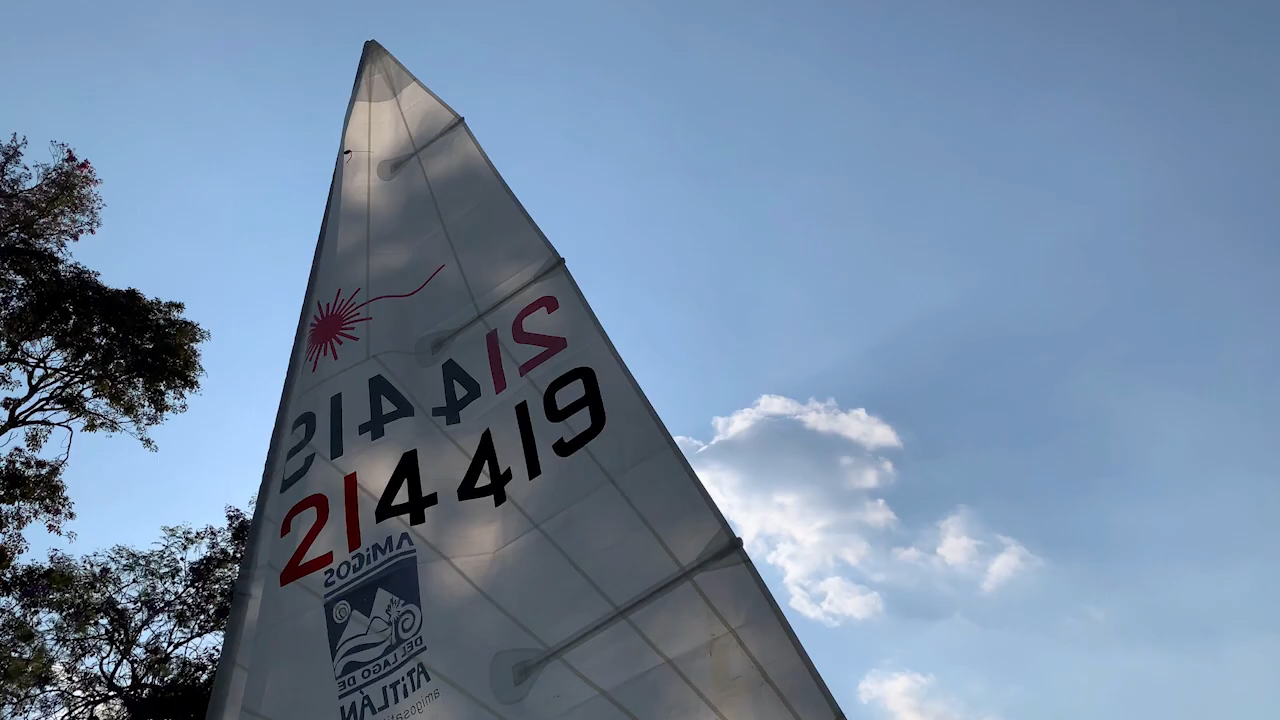 214419
214419
AMiGOS
DEL LAGO DE
ATiTLÁN